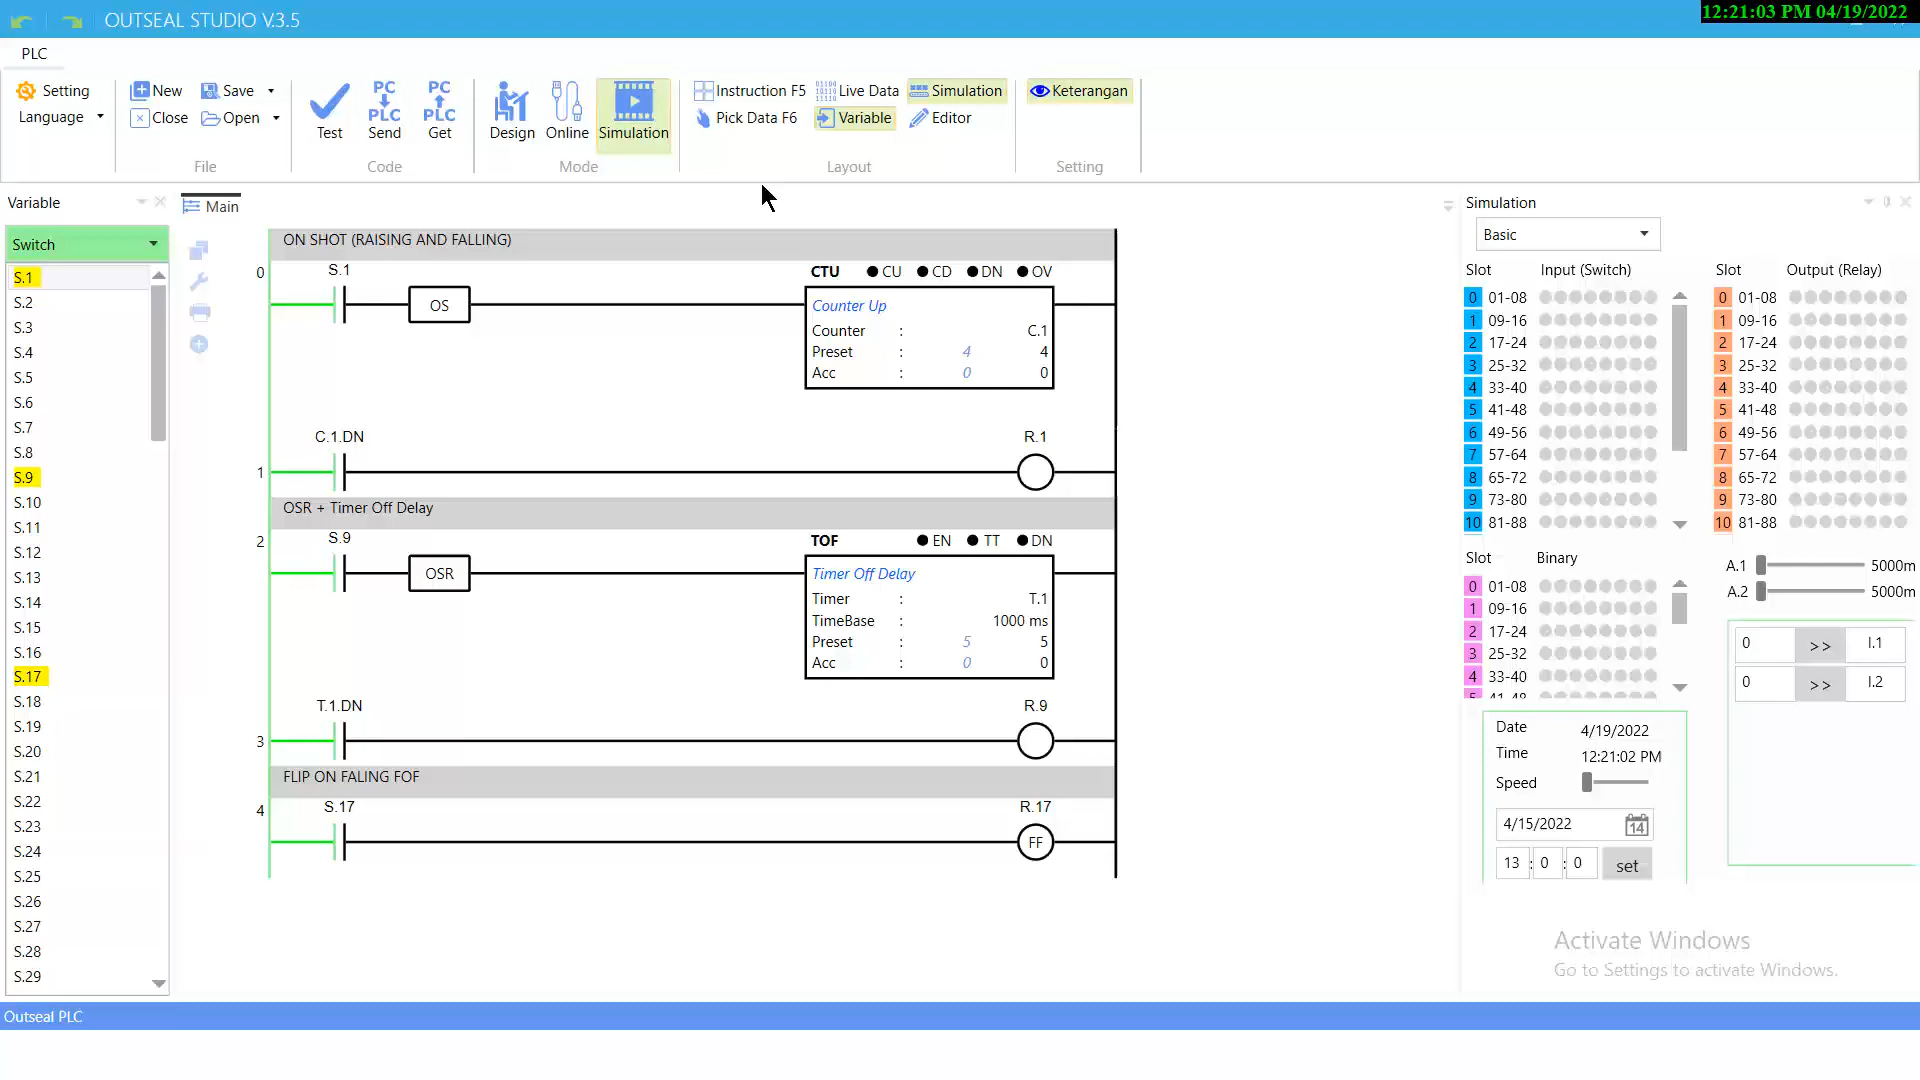 OUTSEAL STUDIO V.3.5
12:21:03 PM 04/19/2022
PLC
Setting
Language
New
Save
Close
Open
File
Test
PC PLC Send
PC PLC Get
Code
Design
Online
Simulation
Mode
Instruction F5
Live Data
Simulation
Pick Data F6
Variable
Editor
Layout
Keterangan
Setting
Variable
Switch
S.1
S.2
S.3
S.4
S.5
S.6
S.7
S.8
S.9
S.10
S.11
S.12
S.13
S.14
S.15
S.16
S.17
S.18
S.19
S.20
S.21
S.22
S.23
S.24
S.25
S.26
S.27
S.28
S.29
Main
ON SHOT (RAISING AND FALLING)
0
S.1
OS
CTU CU CD DN OV
Counter Up
Counter : C.1
Preset : 4 4
Acc : 0 0
1
C.1.DN
R.1
OSR + Timer Off Delay
2
S.9
OSR
TOF EN TT DN
Timer Off Delay
Timer : T.1
TimeBase : 1000 ms
Preset : 5 5
Acc : 0 0
3
T.1.DN
R.9
FLIP ON FALING FOF
4
S.17
R.17
FF
Simulation
Basic
Slot Input (Switch)
0 01-08
1 09-16
2 17-24
3 25-32
4 33-40
5 41-48
6 49-56
7 57-64
8 65-72
9 73-80
10 81-88
Slot Output (Relay)
0 01-08
1 09-16
2 17-24
3 25-32
4 33-40
5 41-48
6 49-56
7 57-64
8 65-72
9 73-80
10 81-88
Slot Binary
0 01-08
1 09-16
2 17-24
3 25-32
4 33-40
A.1 5000m
A.2 5000m
0 >> I.1
0 >> I.2
Date 4/19/2022
Time 12:21:02 PM
Speed
4/15/2022 14
13 : 0 : 0 set
Activate Windows
Go to Settings to activate Windows.
Outseal PLC